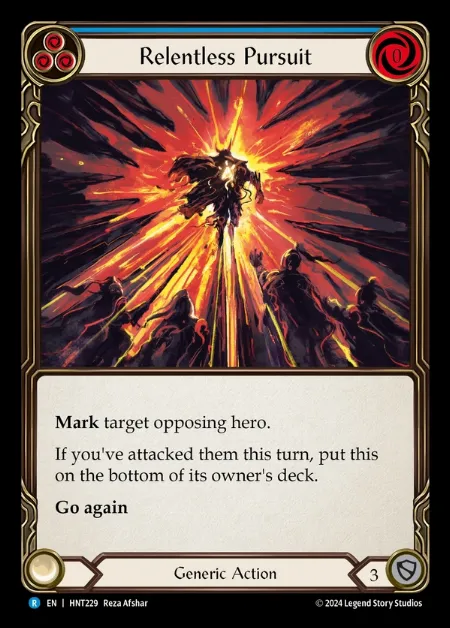 Relentless Pursuit
0
Mark target opposing hero.
If you've attacked them this turn, put this
on the bottom of its owner's deck.
Go again
Generic Action
3
R EN | HNT229 Reza Afshar
© 2024 Legend Story Studios